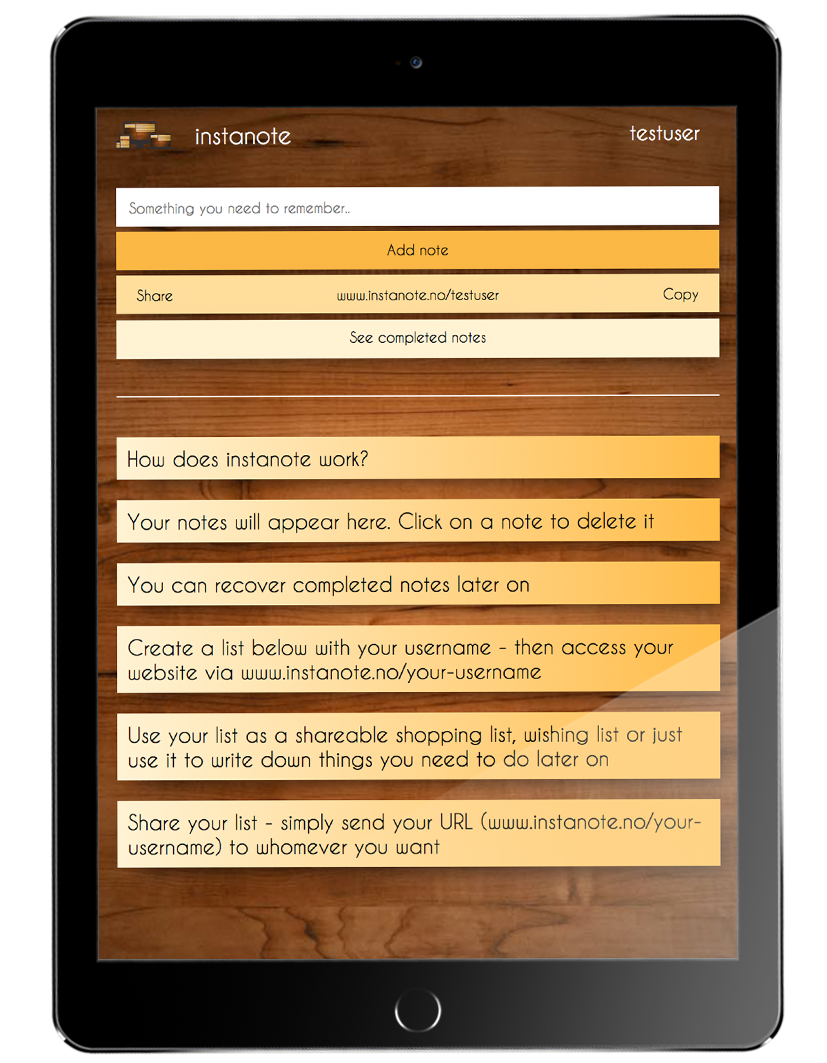 instanote
testuser
Something you need to remember..
Add note
Share www.instanote.no/testuser Copy
See completed notes
How does instanote work?
Your notes will appear here. Click on a note to delete it
You can recover completed notes later on
Create a list below with your username - then access your
website via www.instanote.no/your-username
Use your list as a shareable shopping list, wishing list or just
use it to write down things you need to do later on
Share your list - simply send your URL (www.instanote.no/your-
username) to whomever you want